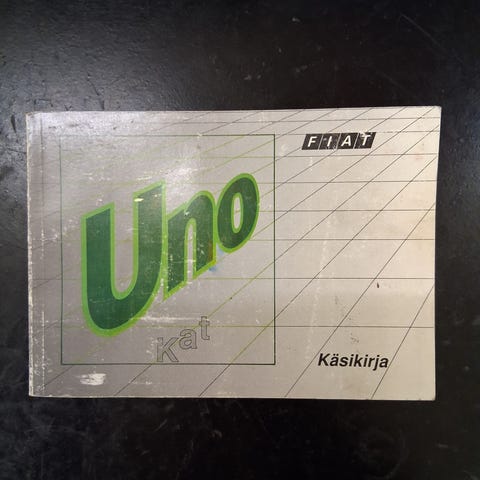 FIAT
Uno
kat
Käsikirja